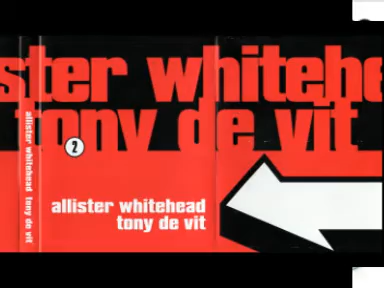 ster whitehe
tony de vit
allister whitehead tony de vit
2
allister whitehead
tony de vit